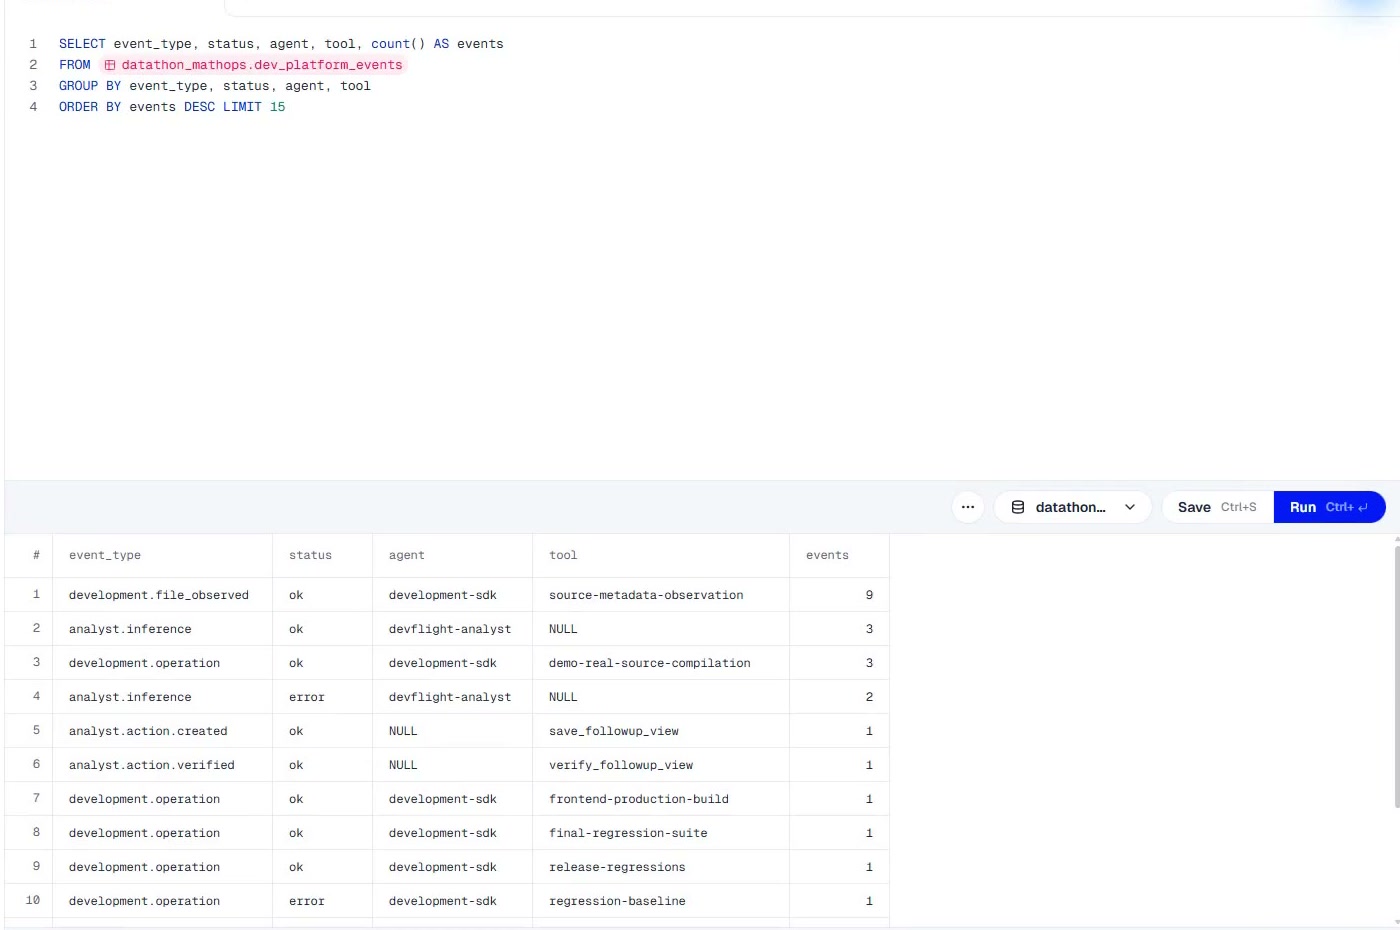 1 SELECT event_type, status, agent, tool, count() AS events
2 FROM datathon_mathops.dev_platform_events
3 GROUP BY event_type, status, agent, tool
4 ORDER BY events DESC LIMIT 15
··· datathon... Save Ctrl+S Run Ctrl+ ↵
# event_type status agent tool events
1 development.file_observed ok development-sdk source-metadata-observation 9
2 analyst.inference ok devflight-analyst NULL 3
3 development.operation ok development-sdk demo-real-source-compilation 3
4 analyst.inference error devflight-analyst NULL 2
5 analyst.action.created ok NULL save_followup_view 1
6 analyst.action.verified ok NULL verify_followup_view 1
7 development.operation ok development-sdk frontend-production-build 1
8 development.operation ok development-sdk final-regression-suite 1
9 development.operation ok development-sdk release-regressions 1
10 development.operation error development-sdk regression-baseline 1